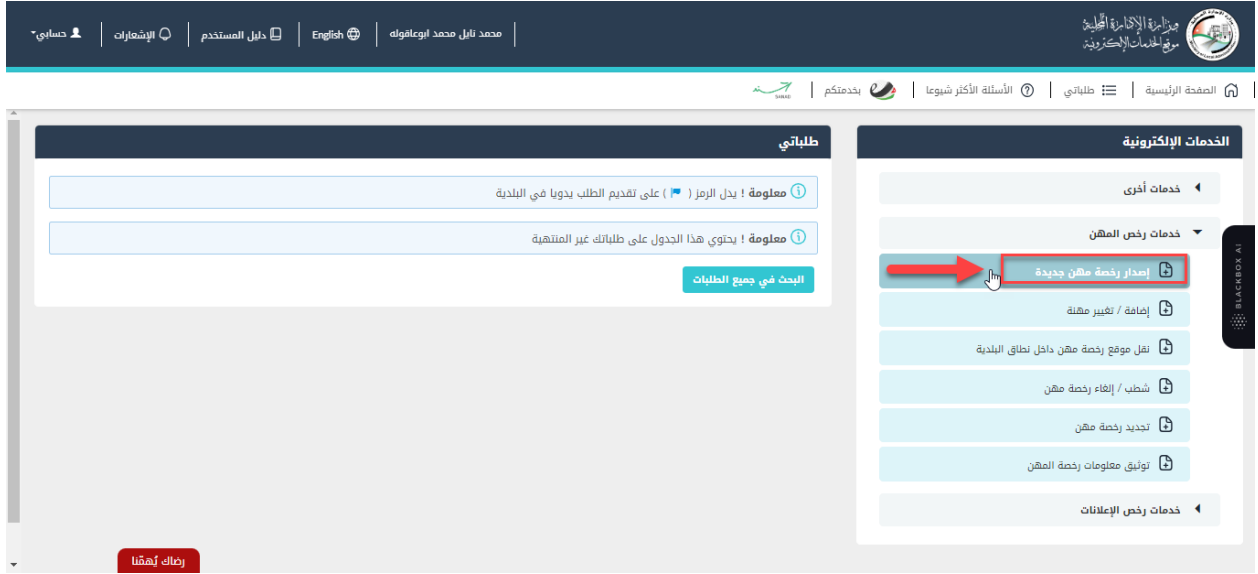 وزارة الإدارة المحلية
موقع الخدمات الإلكترونية
محمد نايل محمد ابوعاقوله
English
دليل المستخدم
الإشعارات
حسابي
الصفحة الرئيسية
طلباتي
الأسئلة الأكثر شيوعا
بخدمتكم
سند
SANAD
الخدمات الإلكترونية
خدمات أخرى
خدمات رخص المهن
إصدار رخصة مهن جديدة
إضافة / تغيير مهنة
نقل موقع رخصة مهن داخل نطاق البلدية
شطب / إلغاء رخصة مهن
تجديد رخصة مهن
توثيق معلومات رخصة المهن
خدمات رخص الإعلانات
طلباتي
معلومة ! يدل الرمز ( ) على تقديم الطلب يدويا في البلدية
معلومة ! يحتوي هذا الجدول على طلباتك غير المنتهية
البحث في جميع الطلبات
BLACKBOX AI
رضاك يُهمّنا